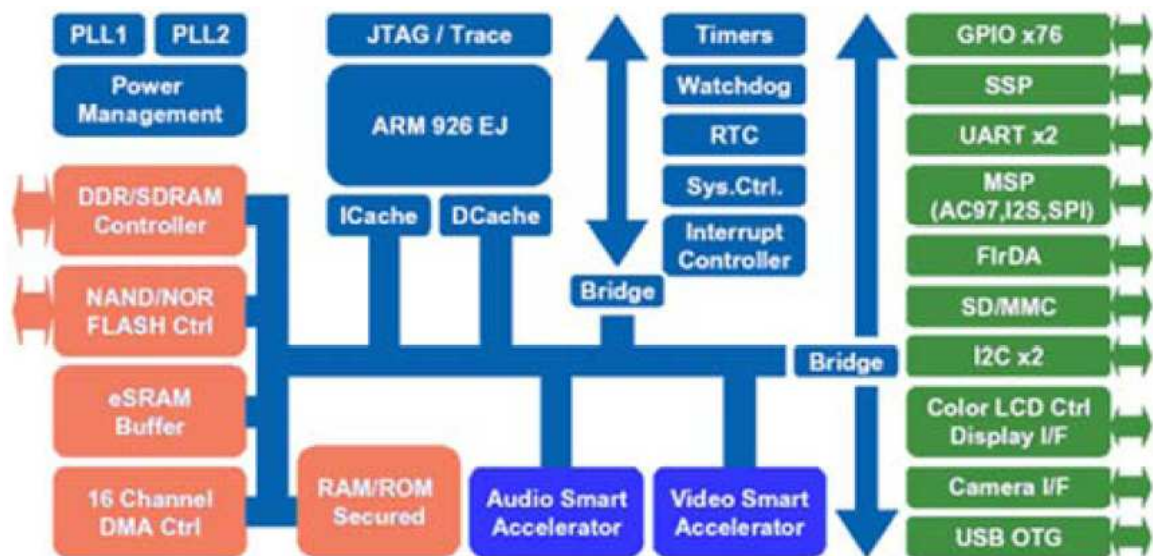 PLL1
PLL2
Power
Management
JTAG / Trace
ARM 926 EJ
ICache
DCache
Timers
Watchdog
RTC
Sys.Ctrl.
Interrupt
Controller
Bridge
Bridge
DDR/SDRAM
Controller
NAND/NOR
FLASH Ctrl
eSRAM
Buffer
16 Channel
DMA Ctrl
RAM/ROM
Secured
Audio Smart
Accelerator
Video Smart
Accelerator
GPIO x76
SSP
UART x2
MSP
(AC97,I2S,SPI)
FIrDA
SD/MMC
I2C x2
Color LCD Ctrl
Display I/F
Camera I/F
USB OTG